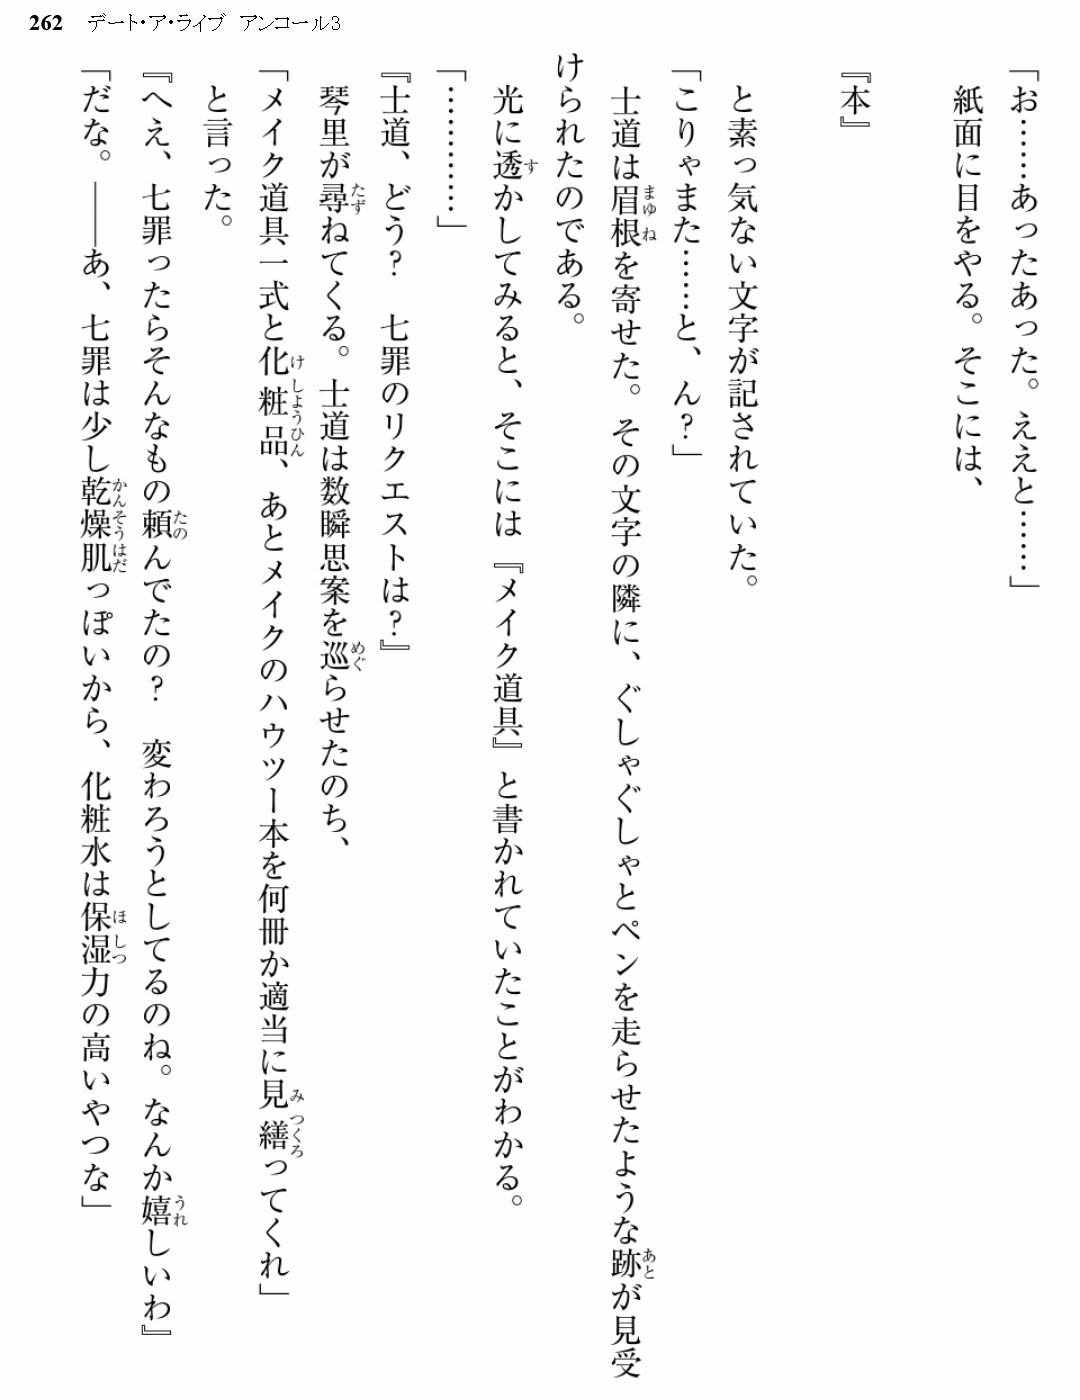 262 デート・ア・ライブ アンコール3
「お……あったあった。ええと……」
紙面に目をやる。そこには、
『本』
と素っ気ない文字が記されていた。
「こりゃまた……と、ん？」
士道は眉根を寄せた。その文字の隣に、ぐしゃぐしゃとペンを走らせたような跡が見受
けられたのである。
光に透かしてみると、そこには『メイク道具』と書かれていたことがわかる。
「…………」
『士道、どう？　七罪のリクエストは？』
琴里が尋ねてくる。士道は数瞬思案を巡らせたのち、
「メイク道具一式と化粧品、あとメイクのハウツー本を何冊か適当に見繕ってくれ」
と言った。
『へえ、七罪ったらそんなもの頼んでたの？　変わろうとしてるのね。なんか嬉しいわ』
「だな。――あ、七罪は少し乾燥肌っぽいから、化粧水は保湿力の高いやつな」